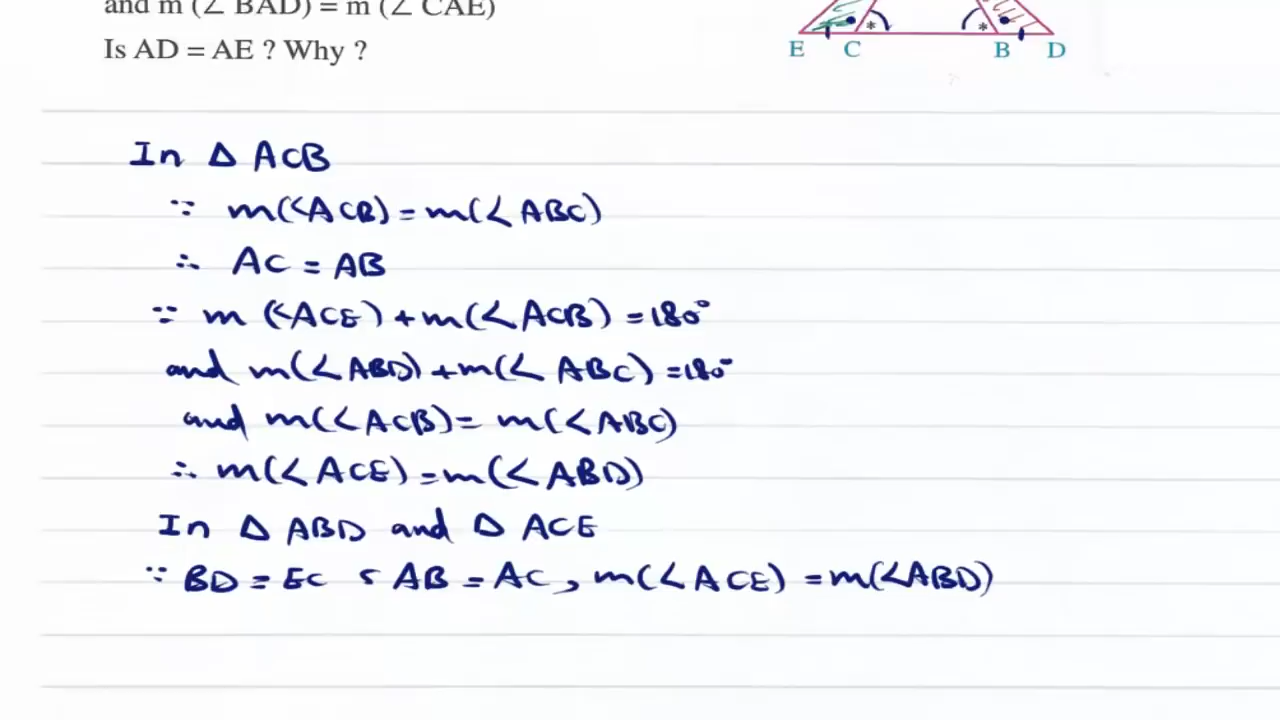 and m (∠ BAD) = m (∠ CAE)
Is AD = AE ? Why ?
* *
E C B D
In Δ ACB
∵ m(∠ACB) = m(∠ABC)
∴ AC = AB
∵ m (∠ACE) + m(∠ACB) = 180°
and m(∠ABD) + m(∠ ABC) = 180°
and m(∠ACB) = m(∠ABC)
∴ m(∠ACE) = m(∠ABD)
In Δ ABD and Δ ACE
∵ BD = EC , AB = AC , m(∠ACE) = m(∠ABD)